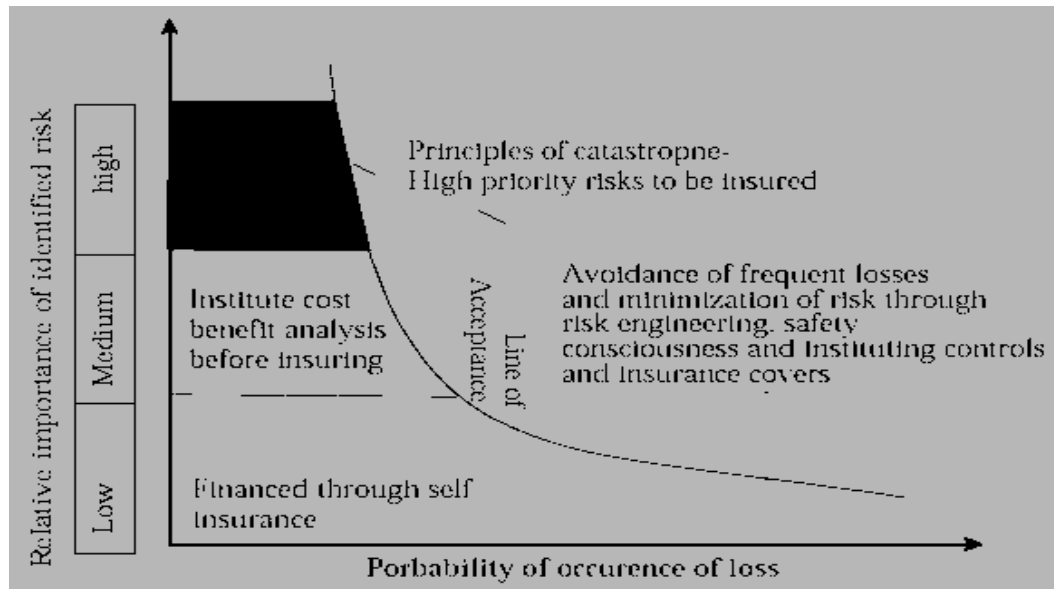 Relative importance of identified risk
high
Medium
Low
Principles of catastropne-
High priority risks to be insured
Institute cost
benefit analysis
before insuring
Line of
Acceptance
Avoidance of frequent losses
and minimization of risk through
risk engineering, safety
consciousness and instituting controls
and insurance covers
Financed through self
insurance
Porbability of occurence of loss